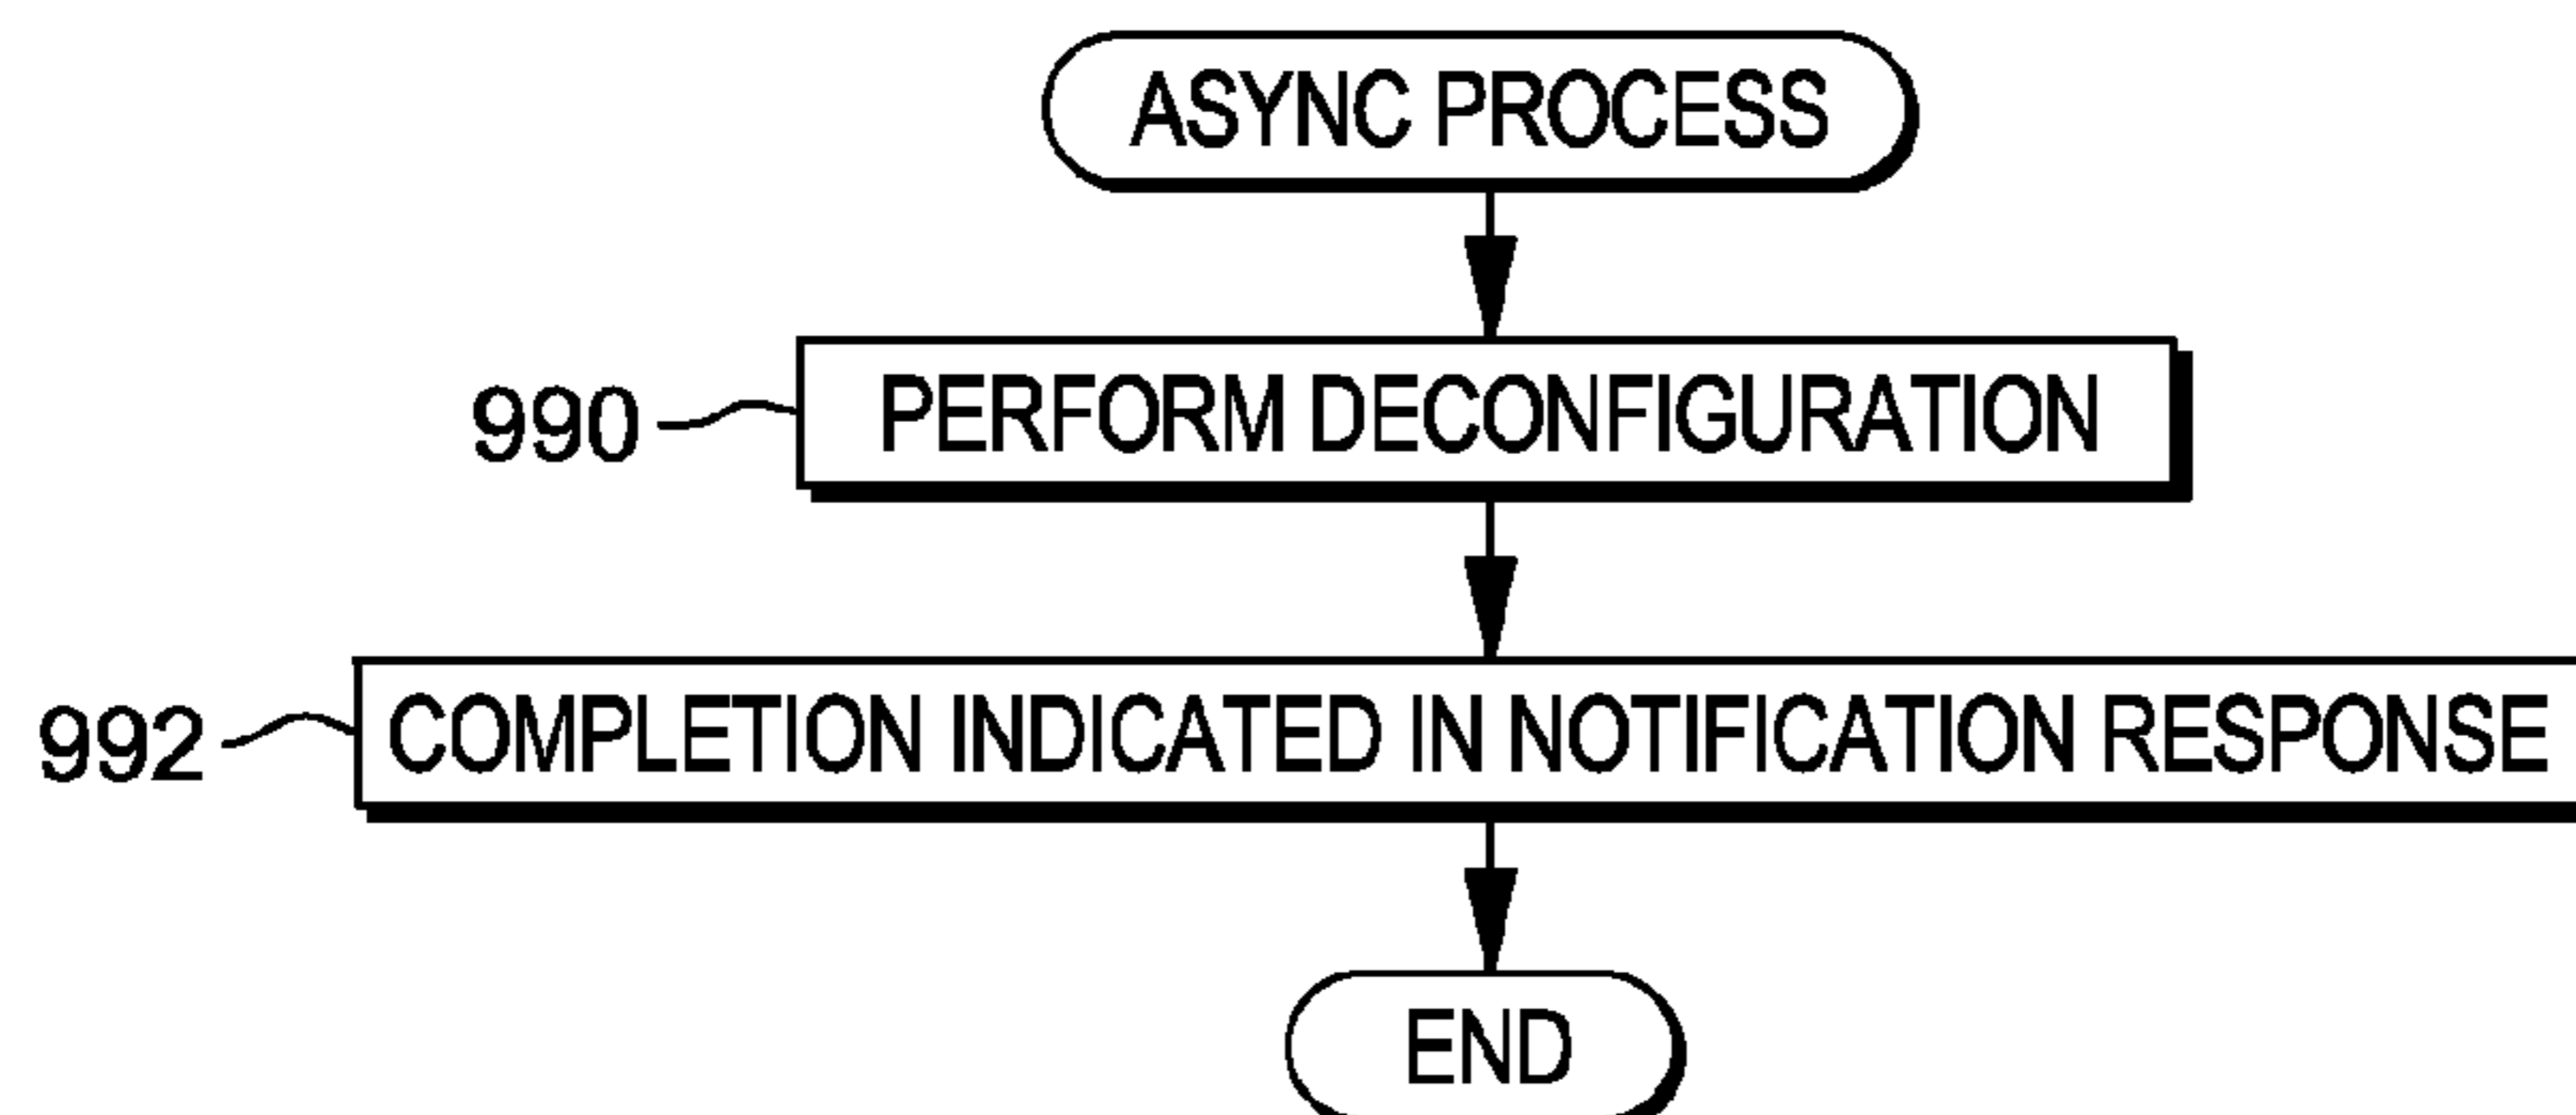 ASYNC PROCESS
990 PERFORM DECONFIGURATION
992 COMPLETION INDICATED IN NOTIFICATION RESPONSE
END